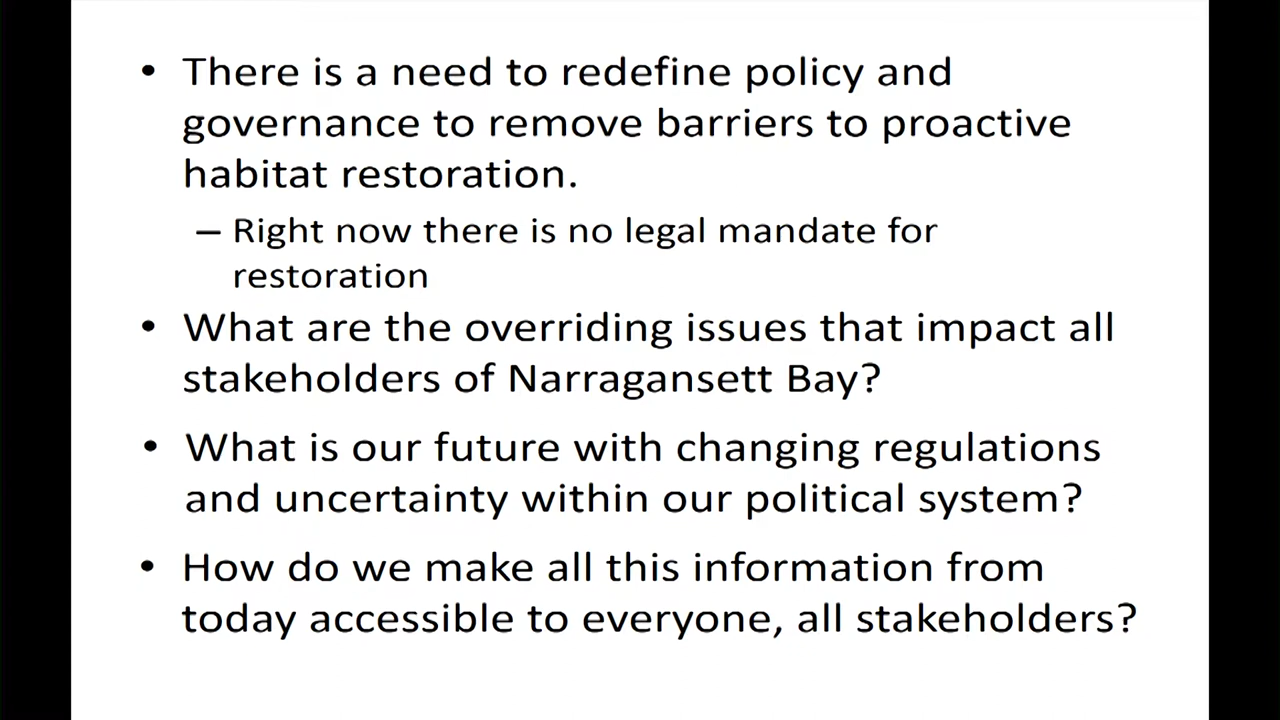 • There is a need to redefine policy and
governance to remove barriers to proactive
habitat restoration.
– Right now there is no legal mandate for
restoration
• What are the overriding issues that impact all
stakeholders of Narragansett Bay?
• What is our future with changing regulations
and uncertainty within our political system?
• How do we make all this information from
today accessible to everyone, all stakeholders?